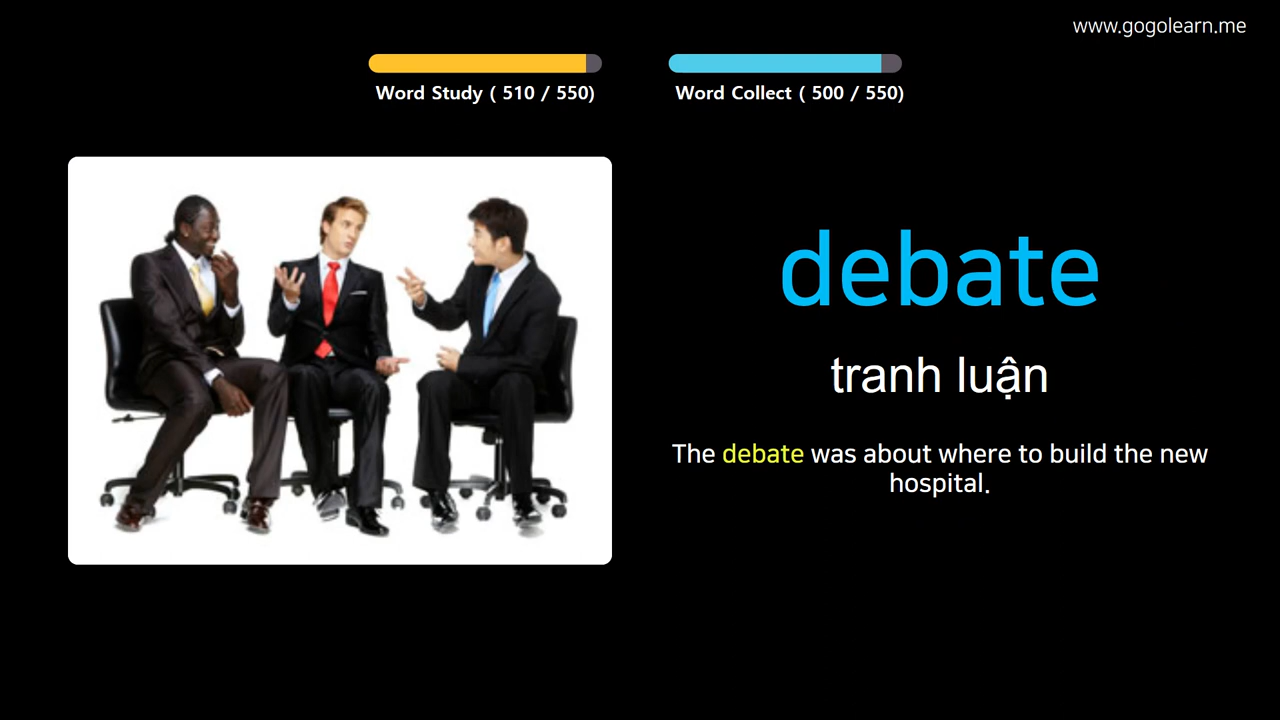 www.gogolearn.me
Word Study ( 510 / 550)
Word Collect ( 500 / 550)
debate
tranh luận
The debate was about where to build the new
hospital.